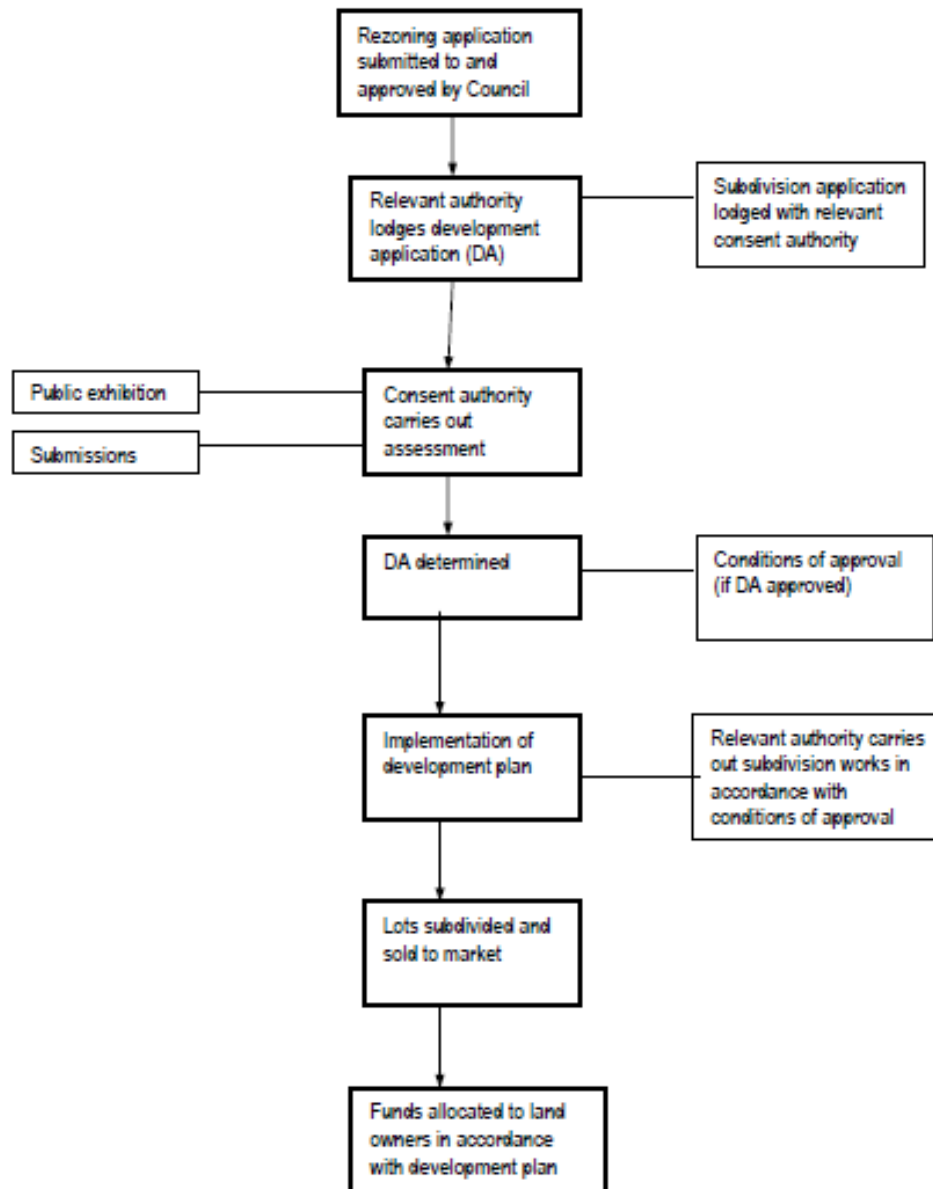 Rezoning application
submitted to and
approved by Council
Relevant authority
lodges development
application (DA)
Subdivision application
lodged with relevant
consent authority
Public exhibition
Submissions
Consent authority
carries out
assessment
DA determined
Conditions of approval
(if DA approved)
Implementation of
development plan
Relevant authority carries
out subdivision works in
accordance with
conditions of approval
Lots subdivided and
sold to market
Funds allocated to land
owners in accordance
with development plan